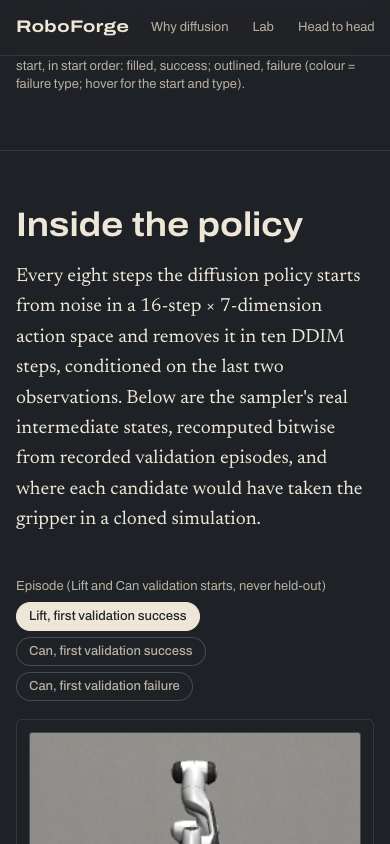 RoboForge
Why diffusion
Lab
Head to head
start, in start order: filled, success; outlined, failure (colour =
failure type; hover for the start and type).
Inside the policy
Every eight steps the diffusion policy starts
from noise in a 16-step × 7-dimension
action space and removes it in ten DDIM
steps, conditioned on the last two
observations. Below are the sampler's real
intermediate states, recomputed bitwise
from recorded validation episodes, and
where each candidate would have taken the
gripper in a cloned simulation.
Episode (Lift and Can validation starts, never held-out)
Lift, first validation success
Can, first validation success
Can, first validation failure